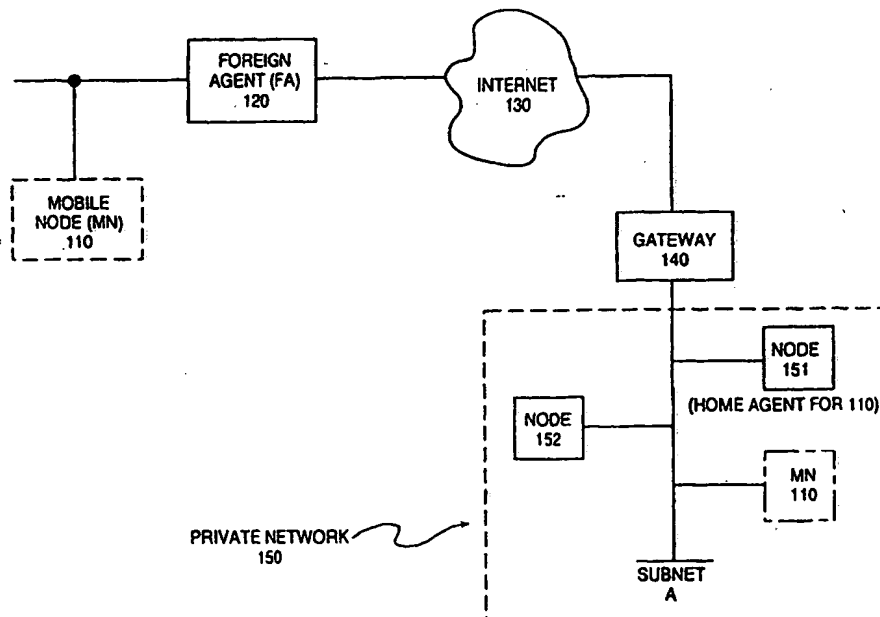 FOREIGN
AGENT (FA)
120
INTERNET
130
MOBILE
NODE (MN)
110
GATEWAY
140
NODE
151
(HOME AGENT FOR 110)
NODE
152
MN
110
PRIVATE NETWORK
150
SUBNET
A